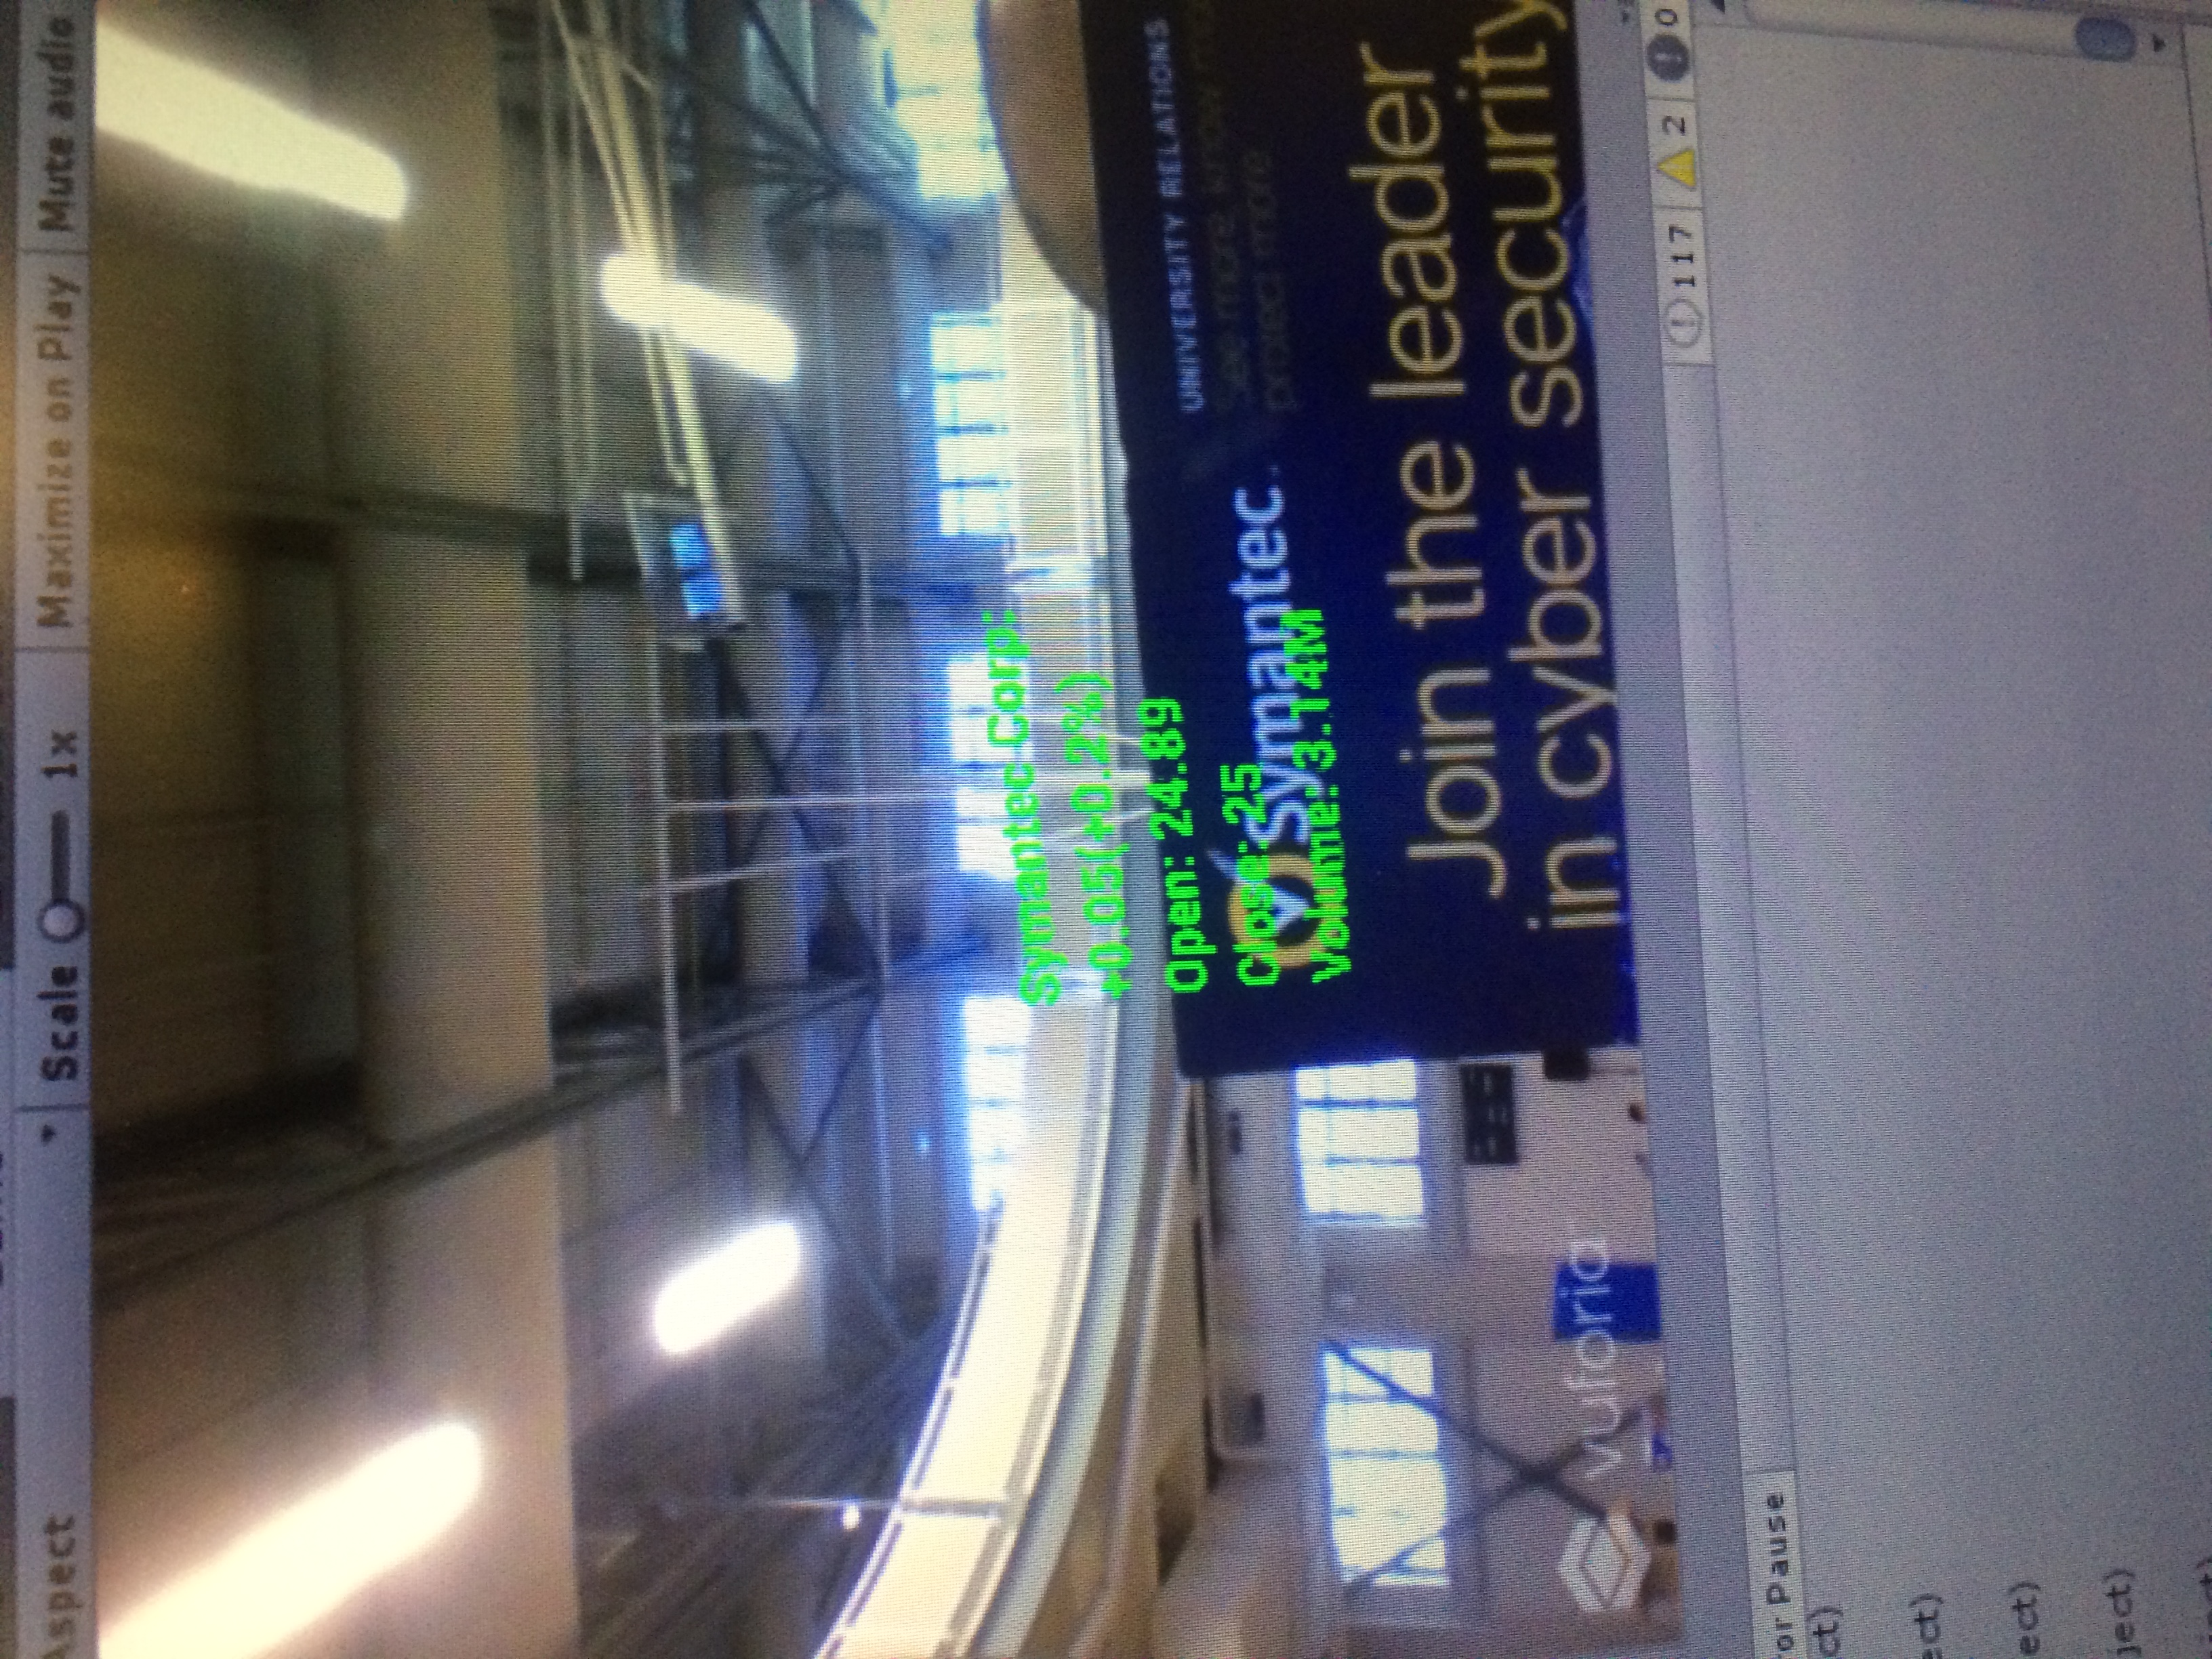 Aspect
Scale 1x
Maximize on Play
Mute audio
Symantec Corp:
+0.05(+0.2%)
Open: 24.89
Close: 25
Volume: 3.14M
Symantec
UNIVERSITY RELATIONS
See more, know
protect more
Join the leader
in cyber security
vuforia
117
2
0
or Pause
ct)
ect)
ect)
ject)